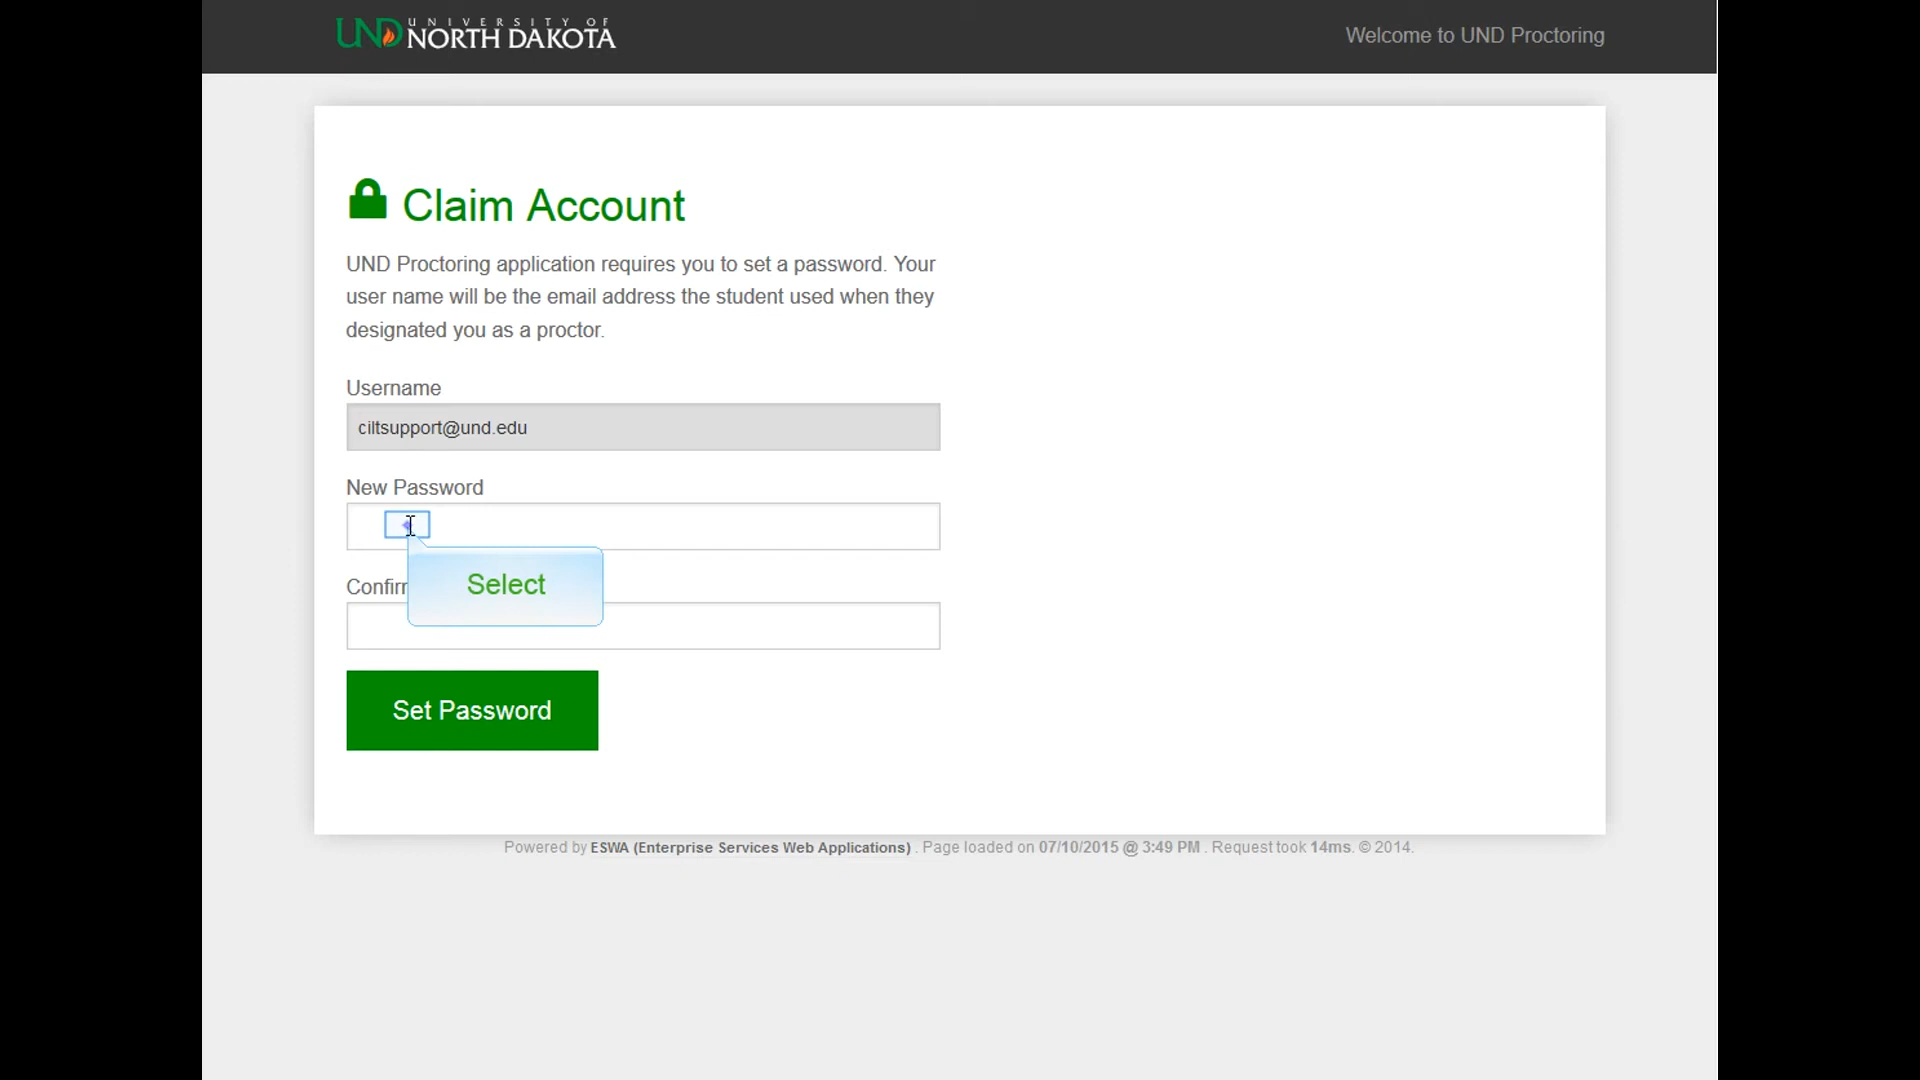 UND UNIVERSITY OF
NORTH DAKOTA
Welcome to UND Proctoring
Claim Account
UND Proctoring application requires you to set a password. Your
user name will be the email address the student used when they
designated you as a proctor.
Username
ciltsupport@und.edu
New Password
Select
Set Password
Powered by ESWA (Enterprise Services Web Applications) . Page loaded on 07/10/2015 @ 3:49 PM . Request took 14ms. © 2014.